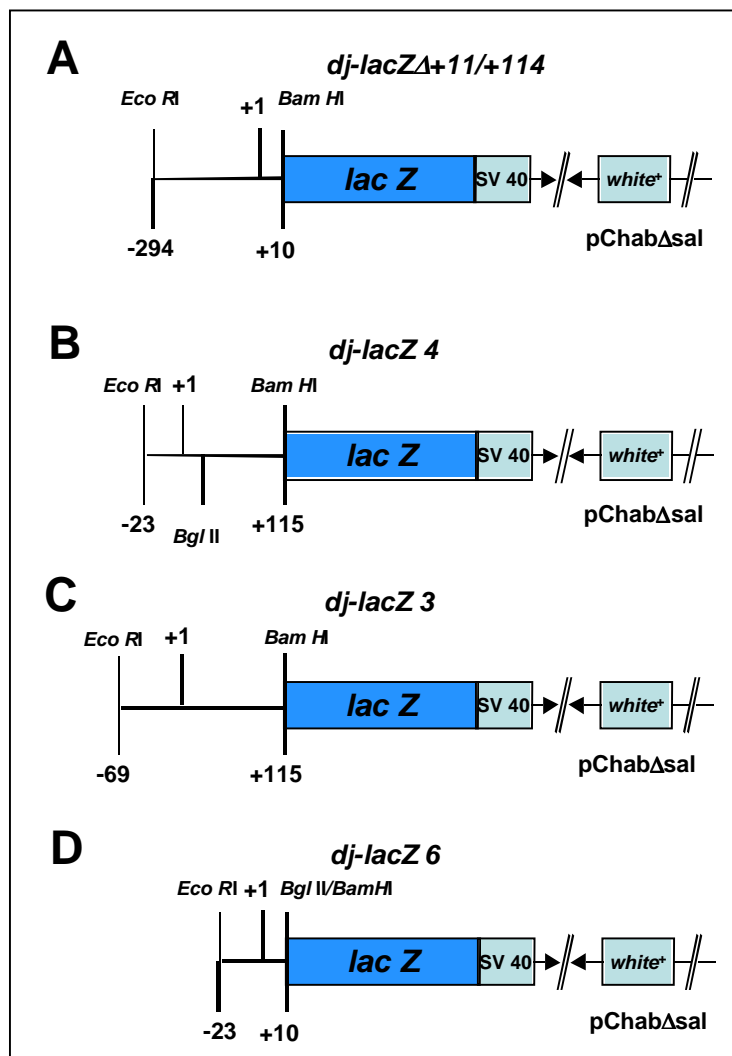 A
dj-lacZΔ+11/+114
Eco RI +1 Bam HI
lac Z SV 40 white+
-294 +10 pChabΔsal
B
dj-lacZ 4
Eco RI +1 Bam HI
lac Z SV 40 white+
-23 Bgl II +115 pChabΔsal
C
dj-lacZ 3
Eco RI +1 Bam HI
lac Z SV 40 white+
-69 +115 pChabΔsal
D
dj-lacZ 6
Eco RI +1 Bgl II/BamHI
lac Z SV 40 white+
-23 +10 pChabΔsal